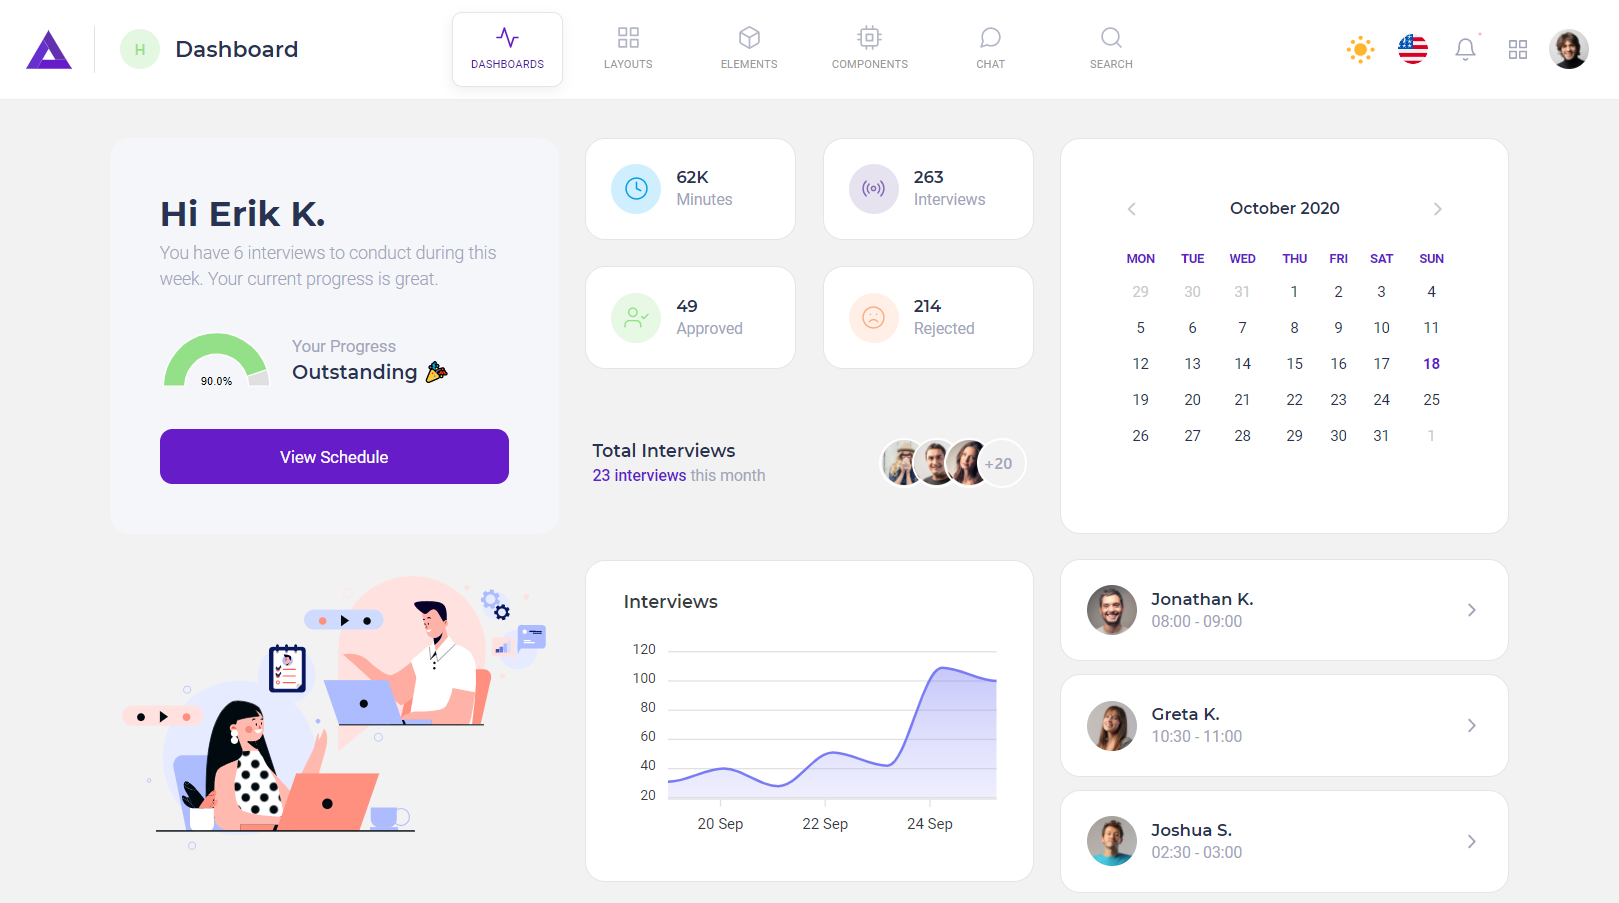 H
Dashboard
DASHBOARDS
LAYOUTS
ELEMENTS
COMPONENTS
CHAT
SEARCH
Hi Erik K.
You have 6 interviews to conduct during this
week. Your current progress is great.
90.0%
Your Progress
Outstanding 🎉
View Schedule
62K
Minutes
263
Interviews
49
Approved
214
Rejected
Total Interviews
23 interviews this month
+20
Interviews
120
100
80
60
40
20
20 Sep
22 Sep
24 Sep
October 2020
MON TUE WED THU FRI SAT SUN
29 30 31 1 2 3 4
5 6 7 8 9 10 11
12 13 14 15 16 17 18
19 20 21 22 23 24 25
26 27 28 29 30 31 1
Jonathan K.
08:00 - 09:00
Greta K.
10:30 - 11:00
Joshua S.
02:30 - 03:00